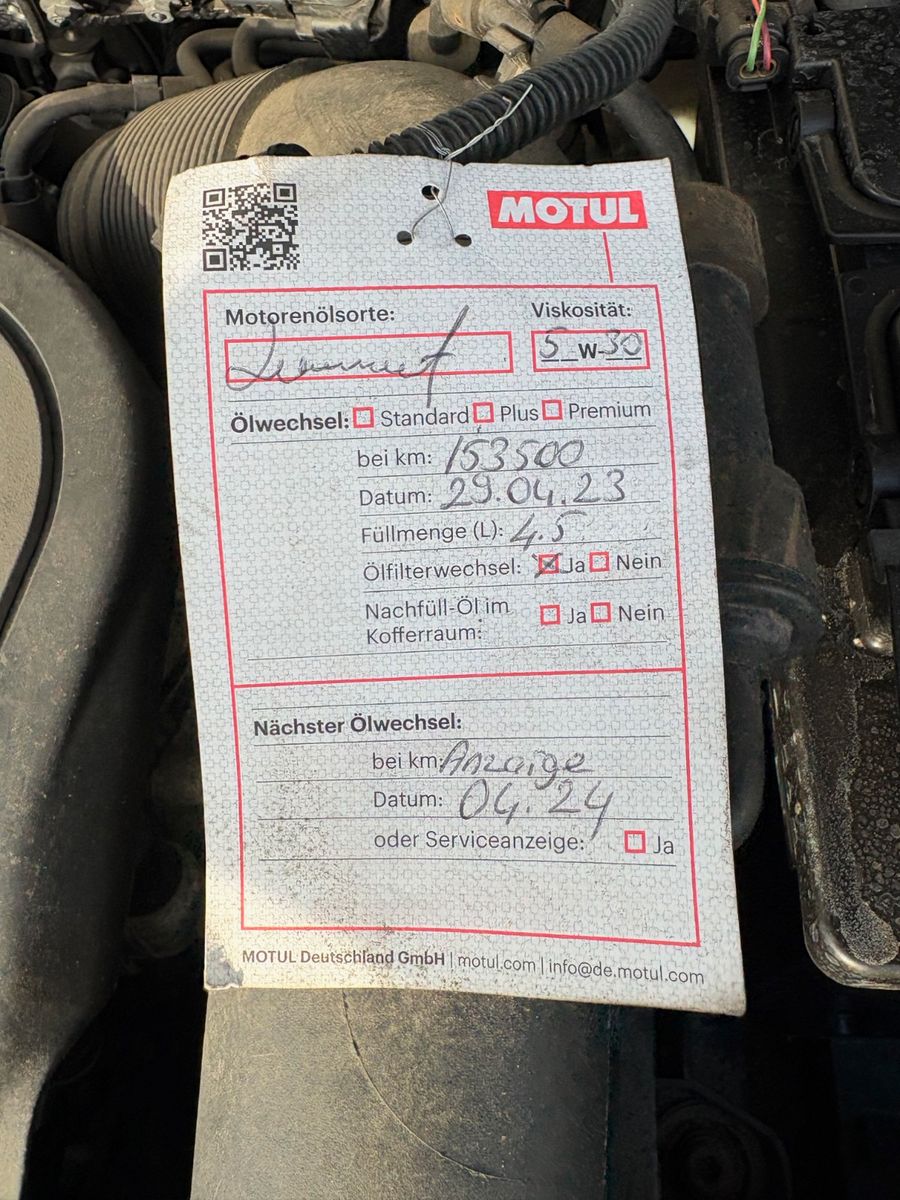 MOTUL
Motorenölsorte: Viskosität:
5 W-30
Ölwechsel: Standard Plus Premium
bei km: 153500
Datum: 29.04.23
Füllmenge (L): 4.5
Ölfilterwechsel: Ja Nein
Nachfüll-Öl im
Kofferraum: Ja Nein
Nächster Ölwechsel:
bei km: Anzeige
Datum: 04.24
oder Serviceanzeige: Ja
MOTUL Deutschland GmbH | motul.com | info@de.motul.com